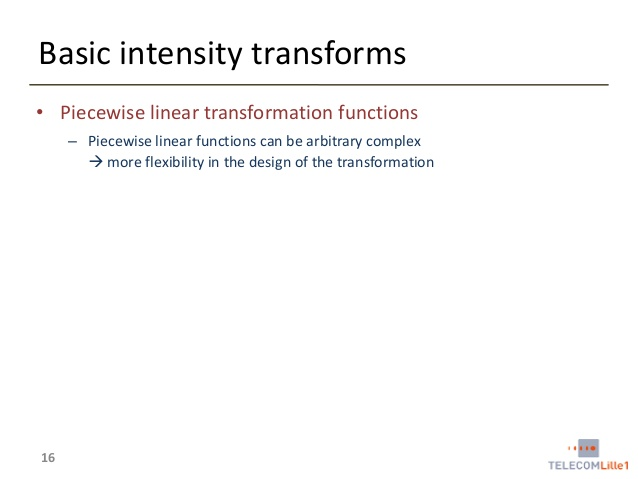 Basic intensity transforms
• Piecewise linear transformation functions
– Piecewise linear functions can be arbitrary complex
→ more flexibility in the design of the transformation
16
TELECOMLille1